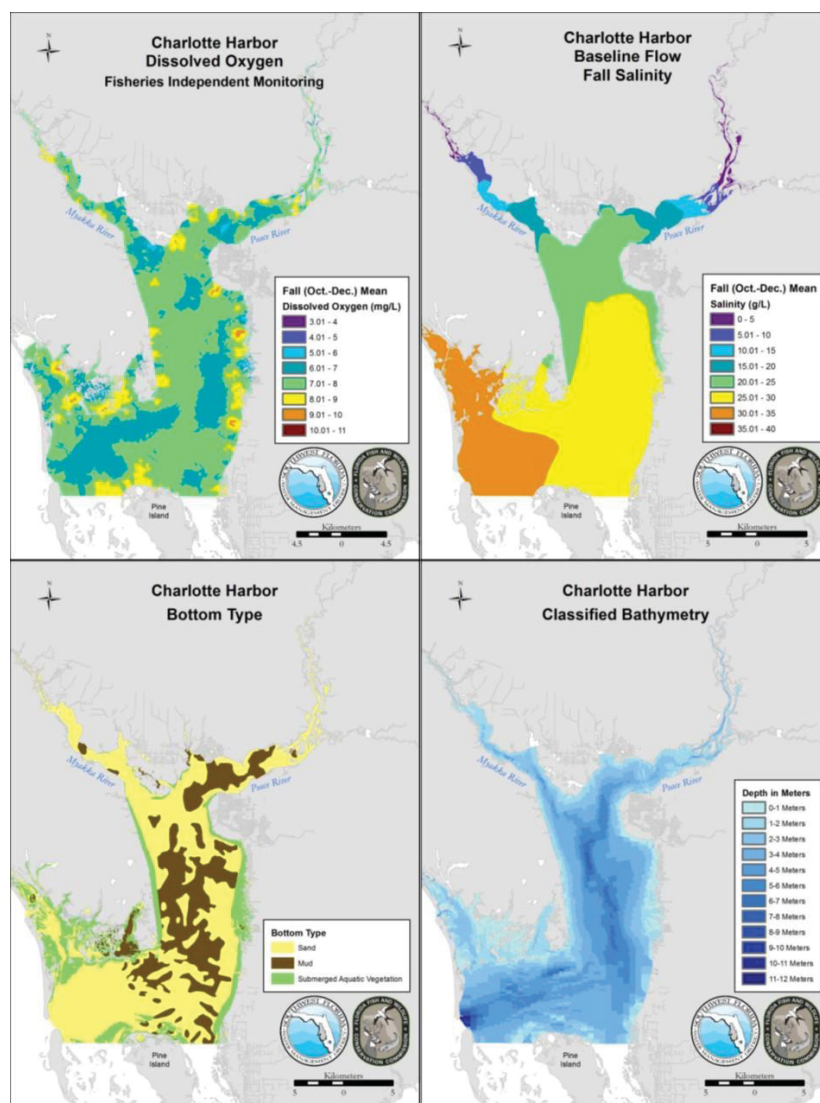 N
Charlotte Harbor
Dissolved Oxygen
Fisheries Independent Monitoring
Myakka River
Peace River
Fall (Oct.-Dec.) Mean
Dissolved Oxygen (mg/L)
3.01 - 4
4.01 - 5
5.01 - 6
6.01 - 7
7.01 - 8
8.01 - 9
9.01 - 10
10.01 - 11
Pine
Island
Kilometers
4.5 0 4.5
N
Charlotte Harbor
Baseline Flow
Fall Salinity
Myakka River
Peace River
Fall (Oct.-Dec.) Mean
Salinity (g/L)
0 - 5
5.01 - 10
10.01 - 15
15.01 - 20
20.01 - 25
25.01 - 30
30.01 - 35
35.01 - 40
Pine
Island
Kilometers
5 0 5
N
Charlotte Harbor
Bottom Type
Myakka River
Peace River
Bottom Type
Sand
Mud
Submerged Aquatic Vegetation
Pine
Island
Kilometers
5 0 5
N
Charlotte Harbor
Classified Bathymetry
Myakka River
Peace River
Depth in Meters
0-1 Meters
1-2 Meters
2-3 Meters
3-4 Meters
4-5 Meters
5-6 Meters
6-7 Meters
7-8 Meters
8-9 Meters
9-10 Meters
10-11 Meters
11-12 Meters
Pine
Island
Kilometers
5 0 5